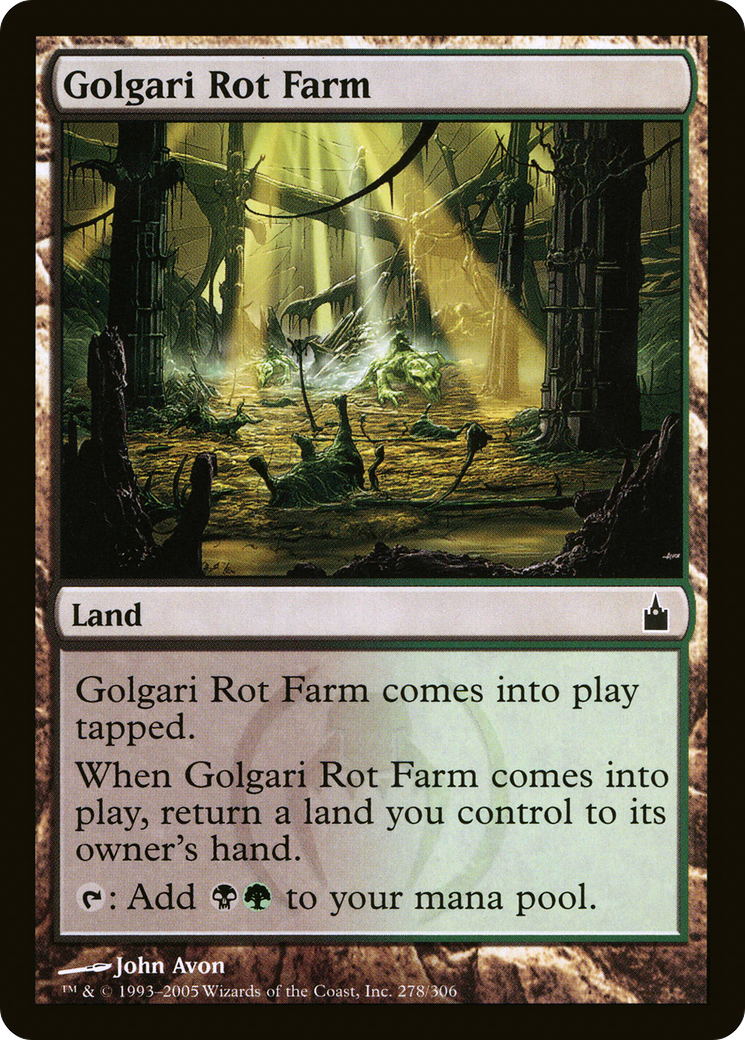 Golgari Rot Farm
Land
Golgari Rot Farm comes into play
tapped.
When Golgari Rot Farm comes into
play, return a land you control to its
owner's hand.
: Add to your mana pool.
John Avon
™ & © 1993–2005 Wizards of the Coast, Inc. 278/306